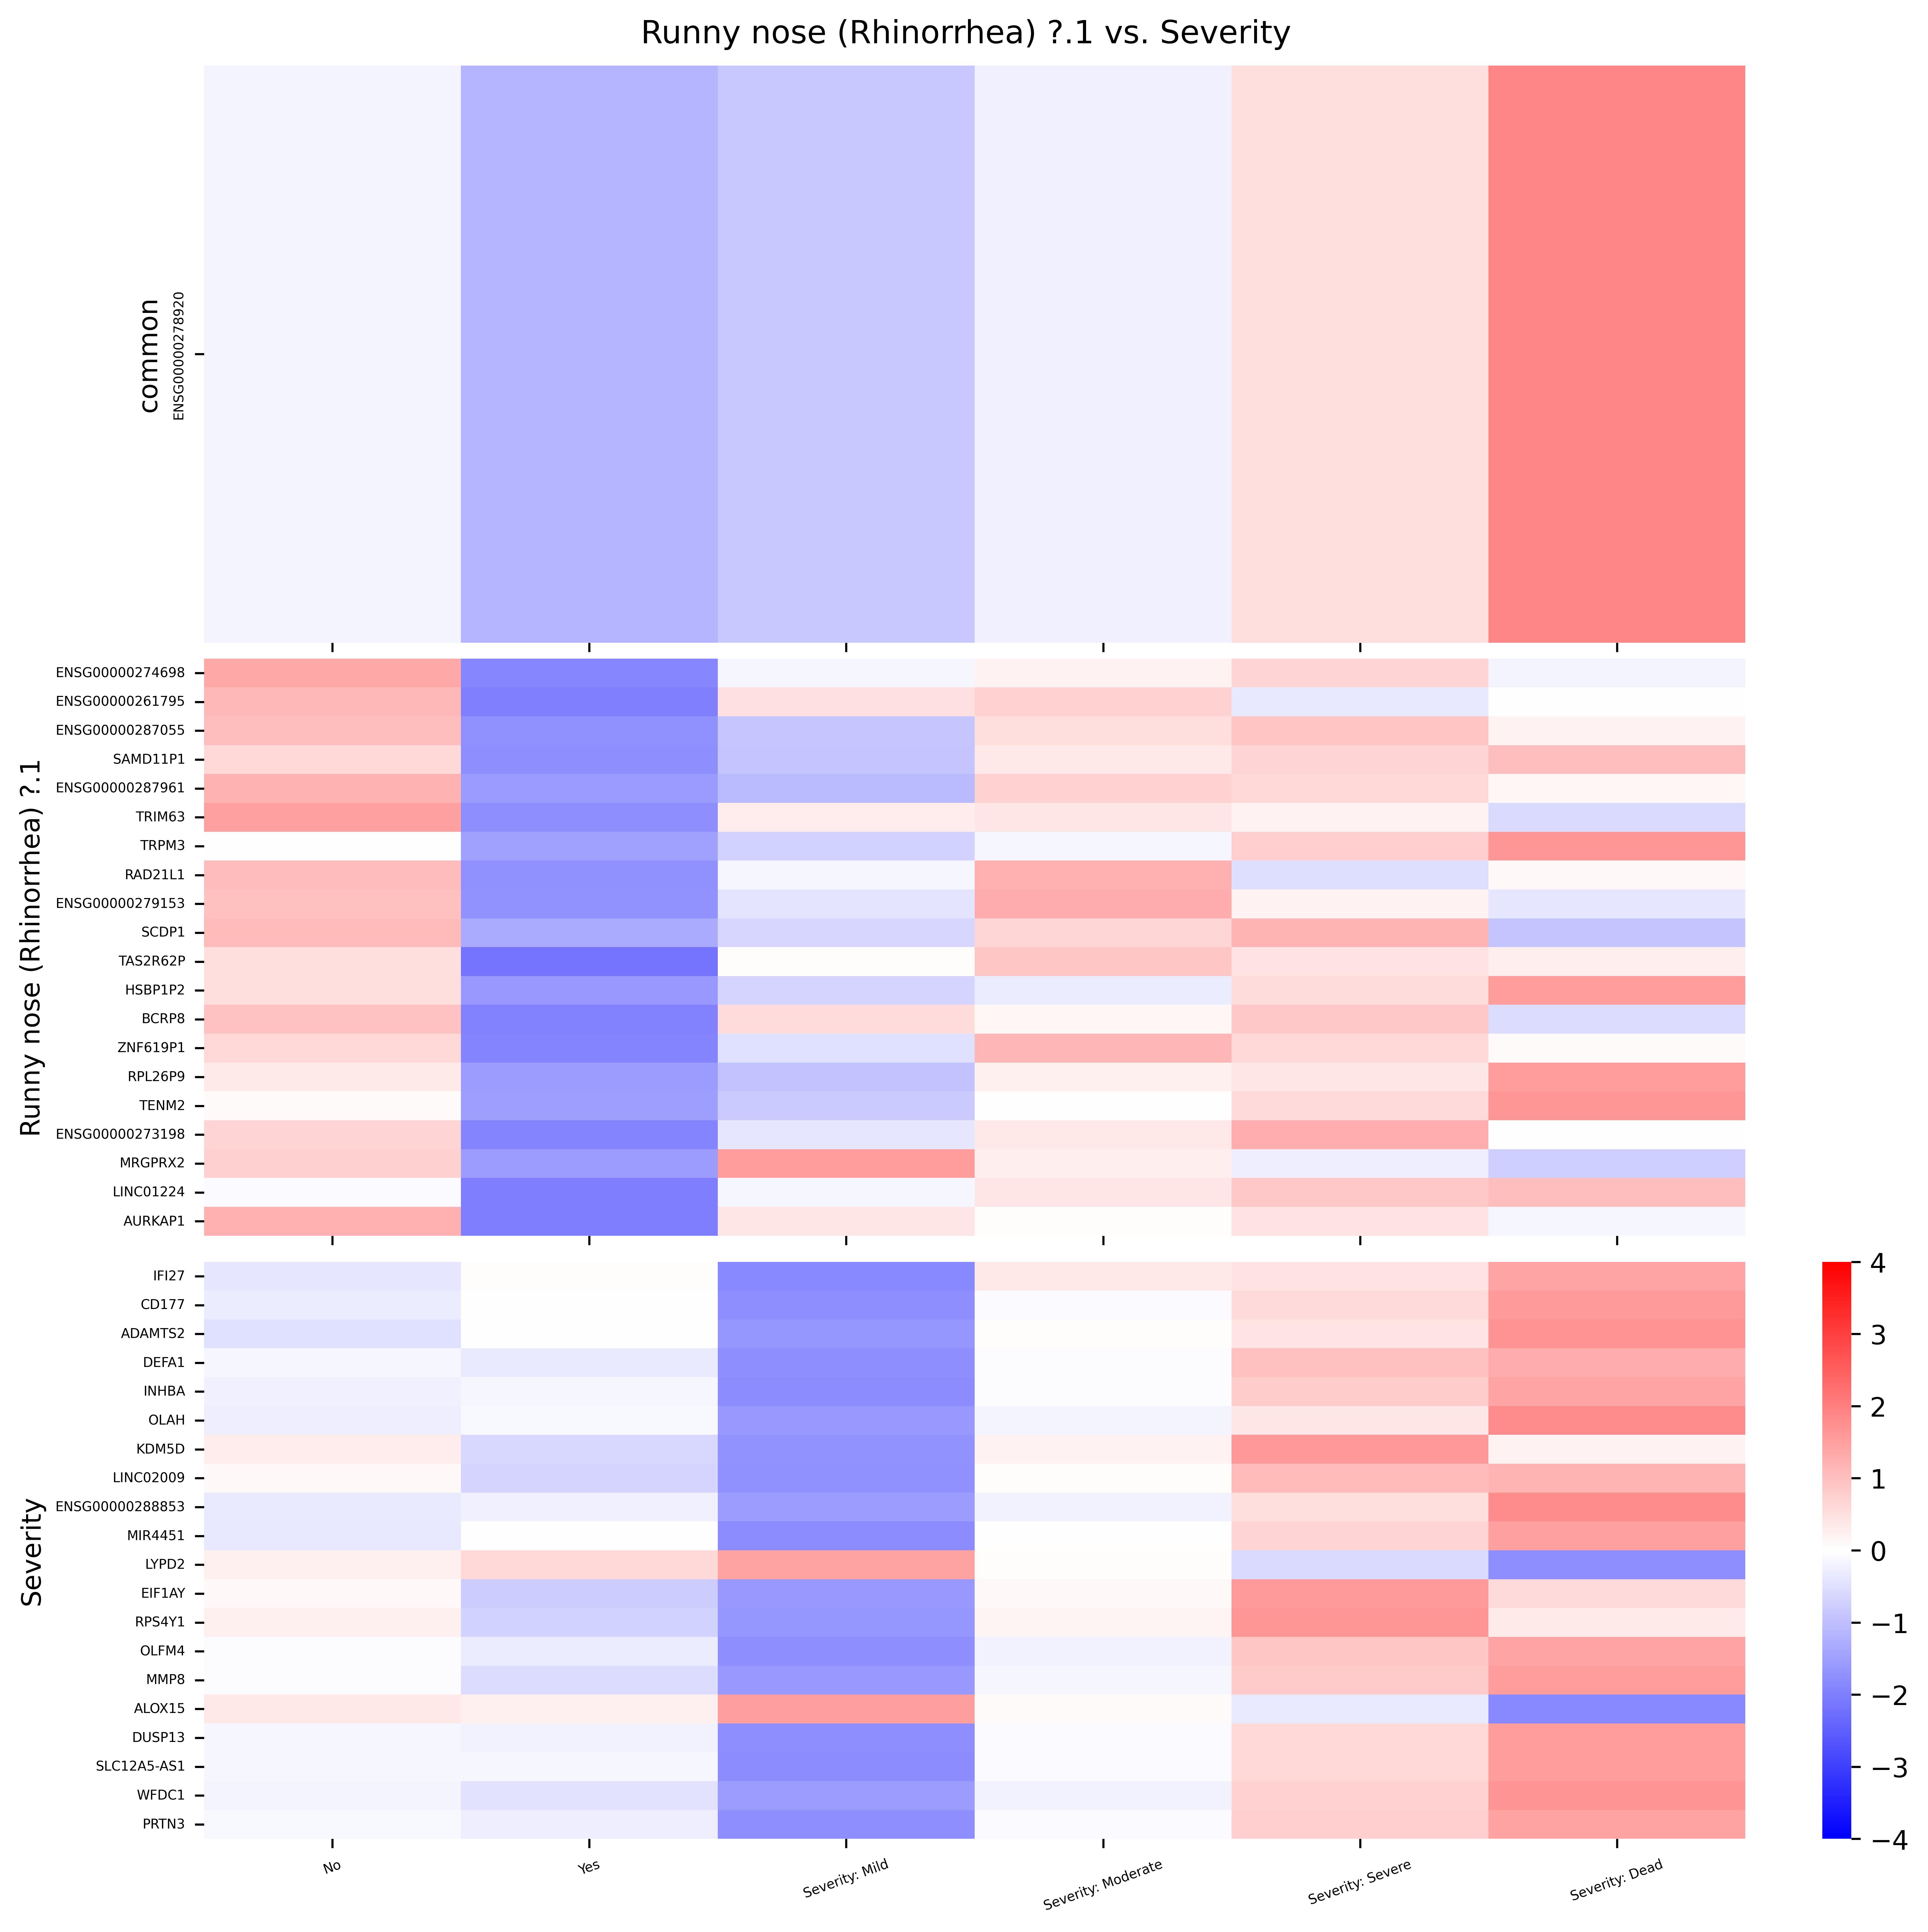 Runny nose (Rhinorrhea) ?.1 vs. Severity
common
ENSG00000278920
Runny nose (Rhinorrhea) ?.1
ENSG00000274698
ENSG00000261795
ENSG00000287055
SAMD11P1
ENSG00000287961
TRIM63
TRPM3
RAD21L1
ENSG00000279153
SCDP1
TAS2R62P
HSBP1P2
BCRP8
ZNF619P1
RPL26P9
TENM2
ENSG00000273198
MRGPRX2
LINC01224
AURKAP1
Severity
IFI27
CD177
ADAMTS2
DEFA1
INHBA
OLAH
KDM5D
LINC02009
ENSG00000288853
MIR4451
LYPD2
EIF1AY
RPS4Y1
OLFM4
MMP8
ALOX15
DUSP13
SLC12A5-AS1
WFDC1
PRTN3
No
Yes
Severity: Mild
Severity: Moderate
Severity: Severe
Severity: Dead
4
3
2
1
0
−1
−2
−3
−4